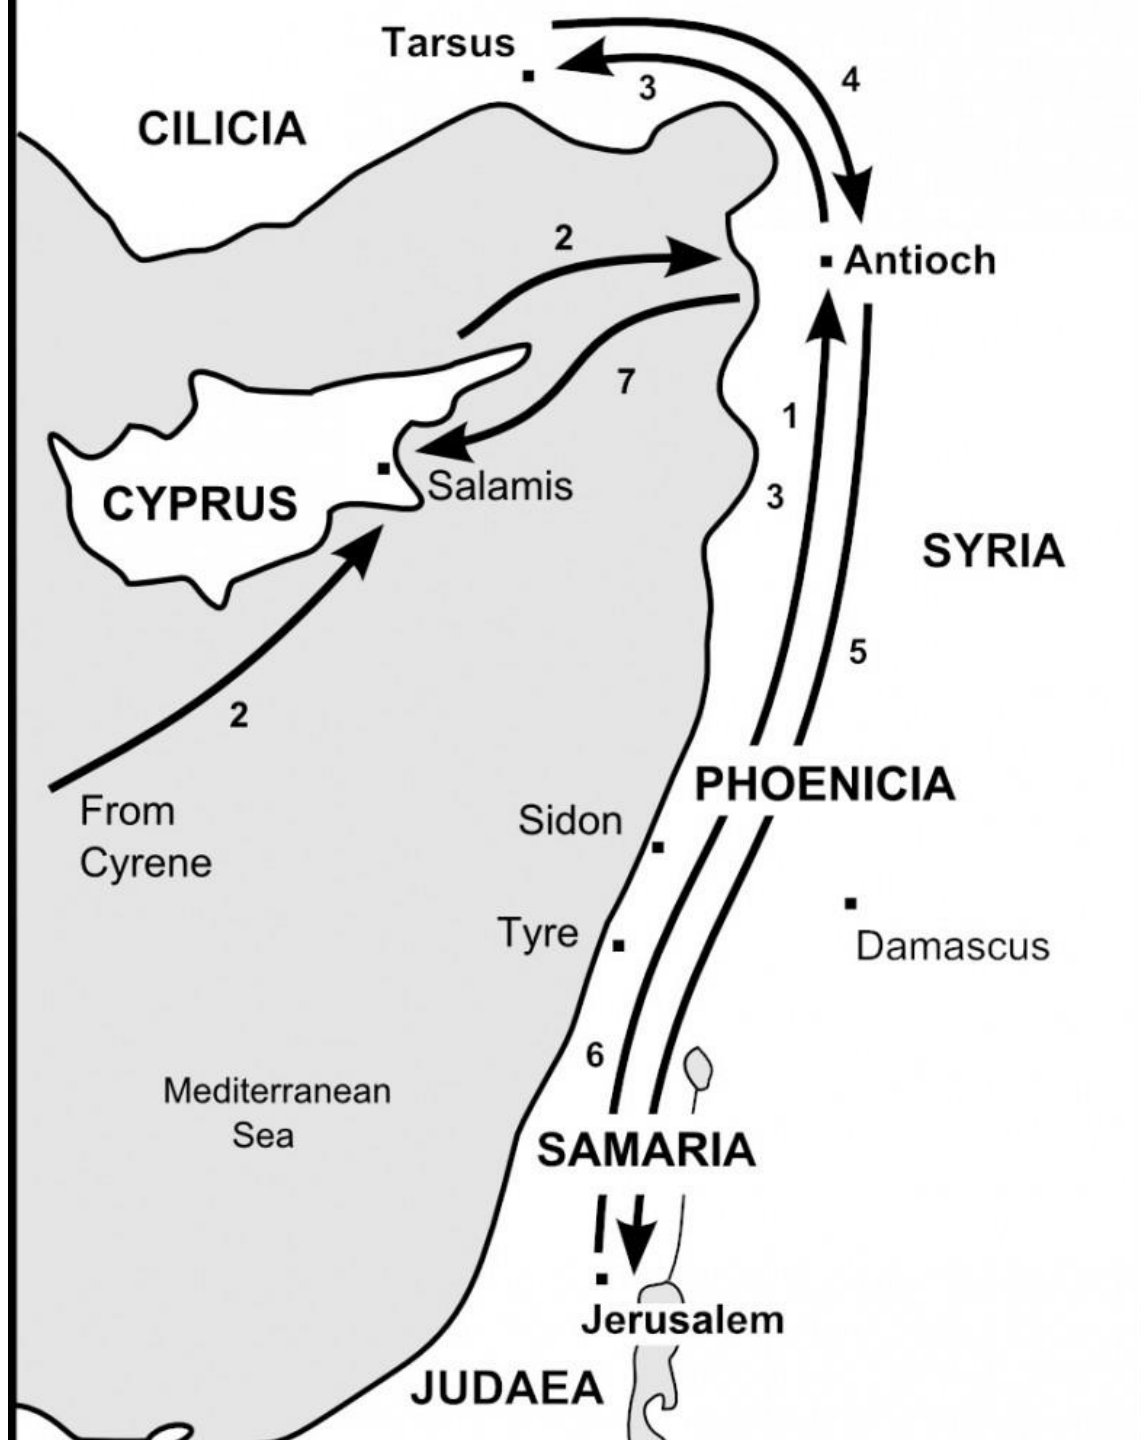 Tarsus
4
3
CILICIA
2
Antioch
7
1
CYPRUS
Salamis
3
SYRIA
5
2
PHOENICIA
From
Cyrene
Sidon
Tyre
Damascus
6
Mediterranean
Sea
SAMARIA
Jerusalem
JUDAEA